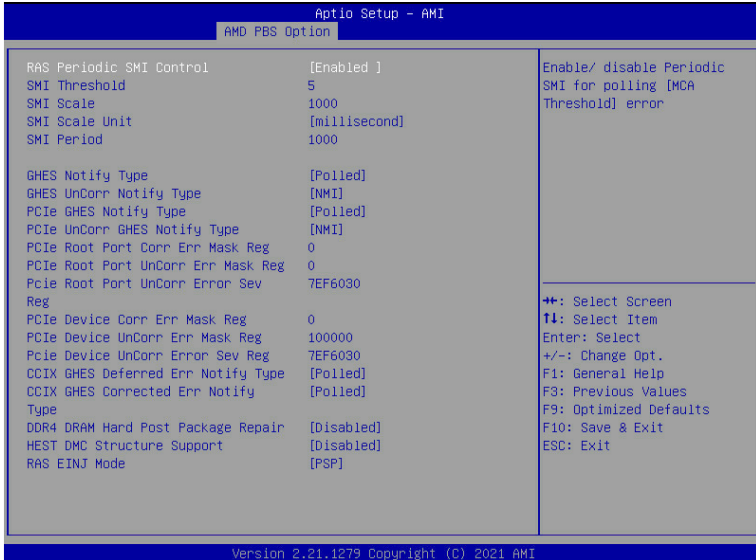 Aptio Setup – AMI
AMD PBS Option
RAS Periodic SMI Control [Enabled ]
SMI Threshold 5
SMI Scale 1000
SMI Scale Unit [millisecond]
SMI Period 1000
GHES Notify Type [Polled]
GHES UnCorr Notify Type [NMI]
PCIe GHES Notify Type [Polled]
PCIe UnCorr GHES Notify Type [NMI]
PCIe Root Port Corr Err Mask Reg 0
PCIe Root Port UnCorr Err Mask Reg 0
Pcie Root Port UnCorr Error Sev 7EF6030
Reg
PCIe Device Corr Err Mask Reg 0
PCIe Device UnCorr Err Mask Reg 100000
Pcie Device UnCorr Error Sev Reg 7EF6030
CCIX GHES Deferred Err Notify Type [Polled]
CCIX GHES Corrected Err Notify [Polled]
Type
DDR4 DRAM Hard Post Package Repair [Disabled]
HEST DMC Structure Support [Disabled]
RAS EINJ Mode [PSP]
Enable/ disable Periodic
SMI for polling [MCA
Threshold] error
→←: Select Screen
↑↓: Select Item
Enter: Select
+/-: Change Opt.
F1: General Help
F3: Previous Values
F9: Optimized Defaults
F10: Save & Exit
ESC: Exit
Version 2.21.1279 Copyright (C) 2021 AMI